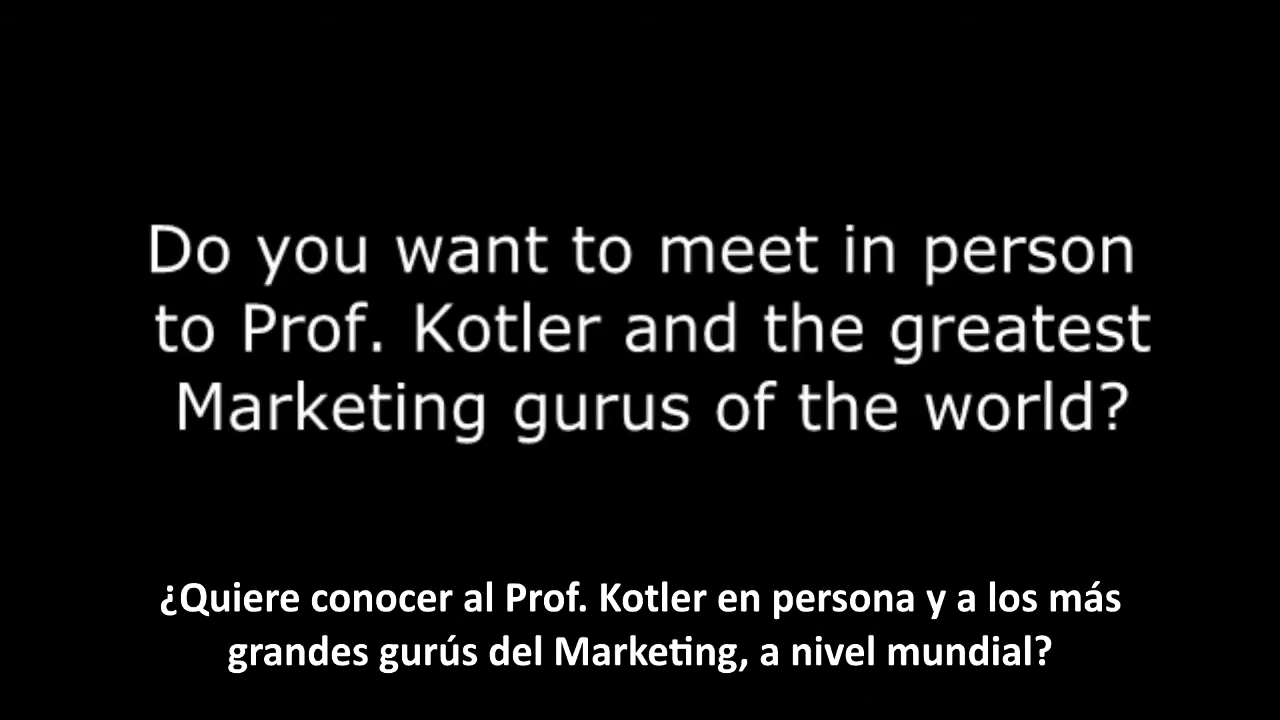 Do you want to meet in person
to Prof. Kotler and the greatest
Marketing gurus of the world?
¿Quiere conocer al Prof. Kotler en persona y a los más
grandes gurús del Marketing, a nivel mundial?